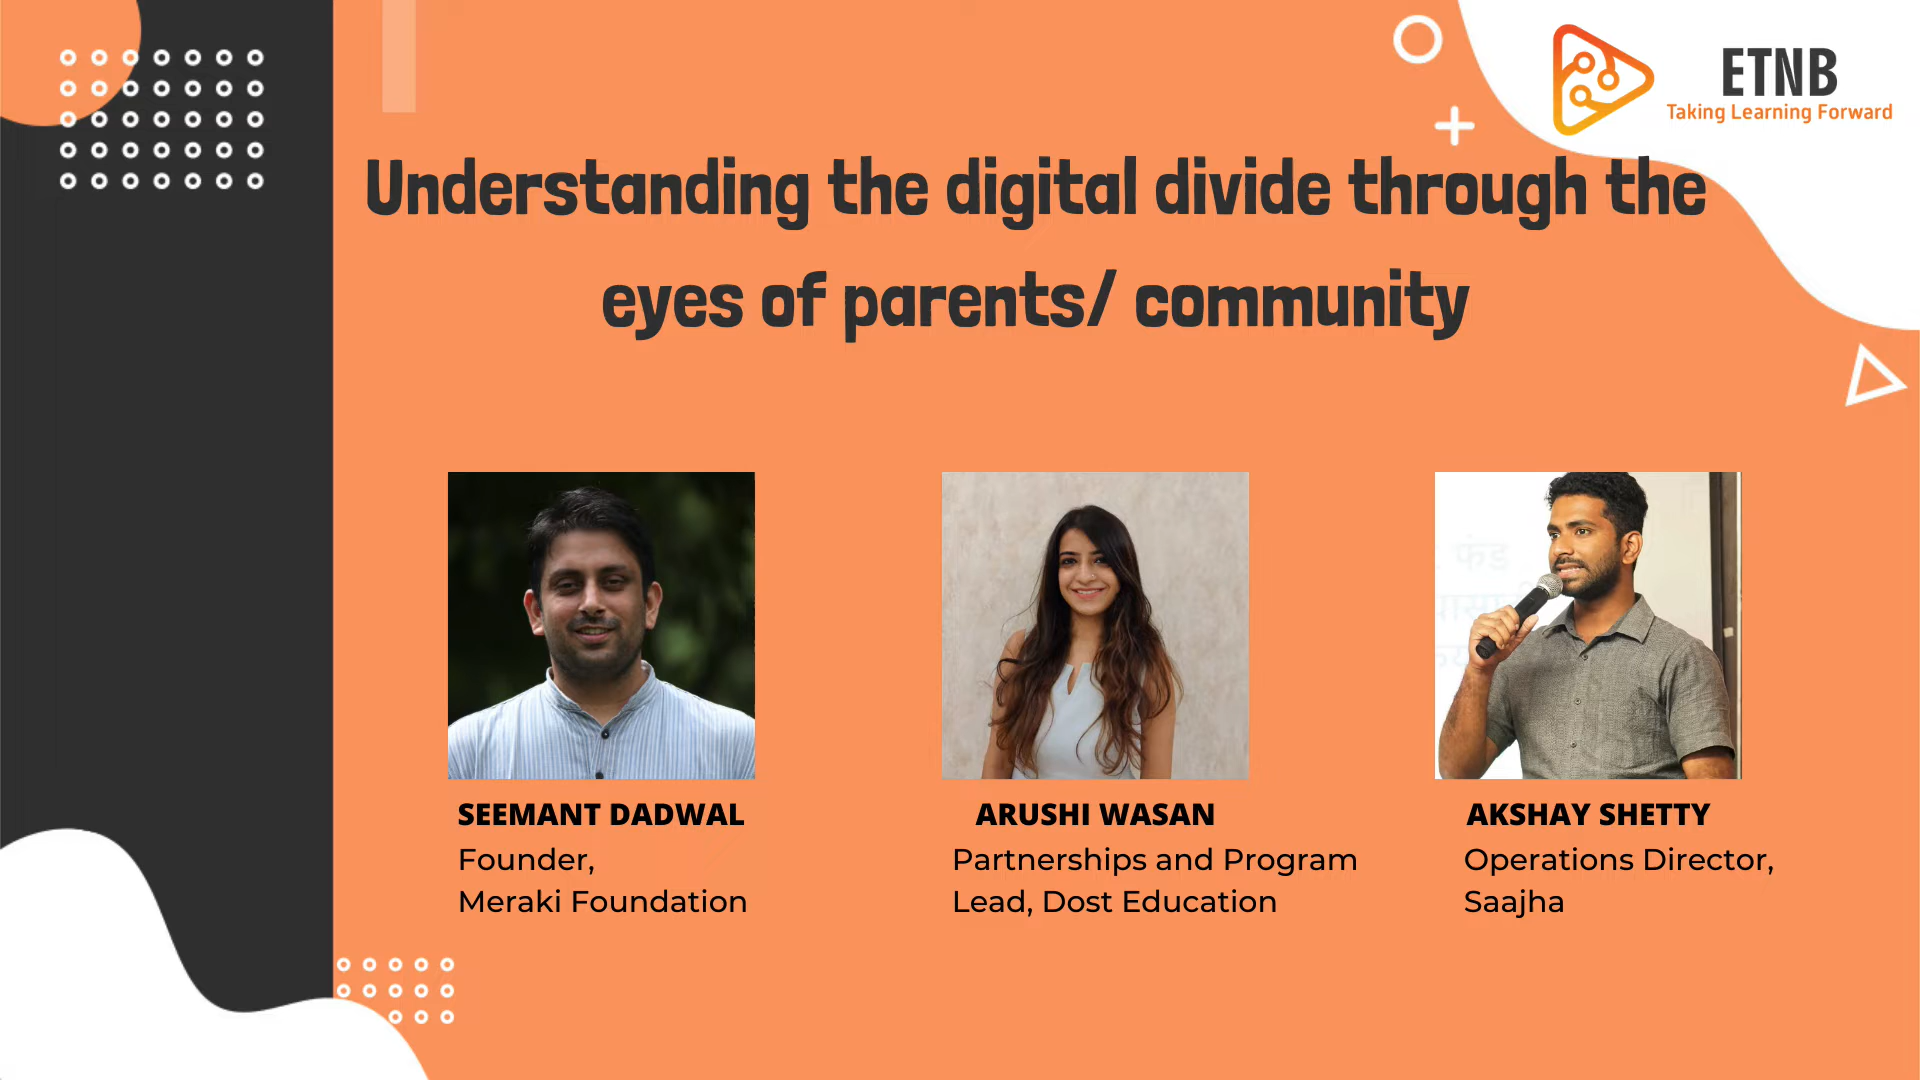 ETNB
Taking Learning Forward
Understanding the digital divide through the
eyes of parents/ community
फंड
SEEMANT DADWAL
Founder,
Meraki Foundation
ARUSHI WASAN
Partnerships and Program
Lead, Dost Education
AKSHAY SHETTY
Operations Director,
Saajha